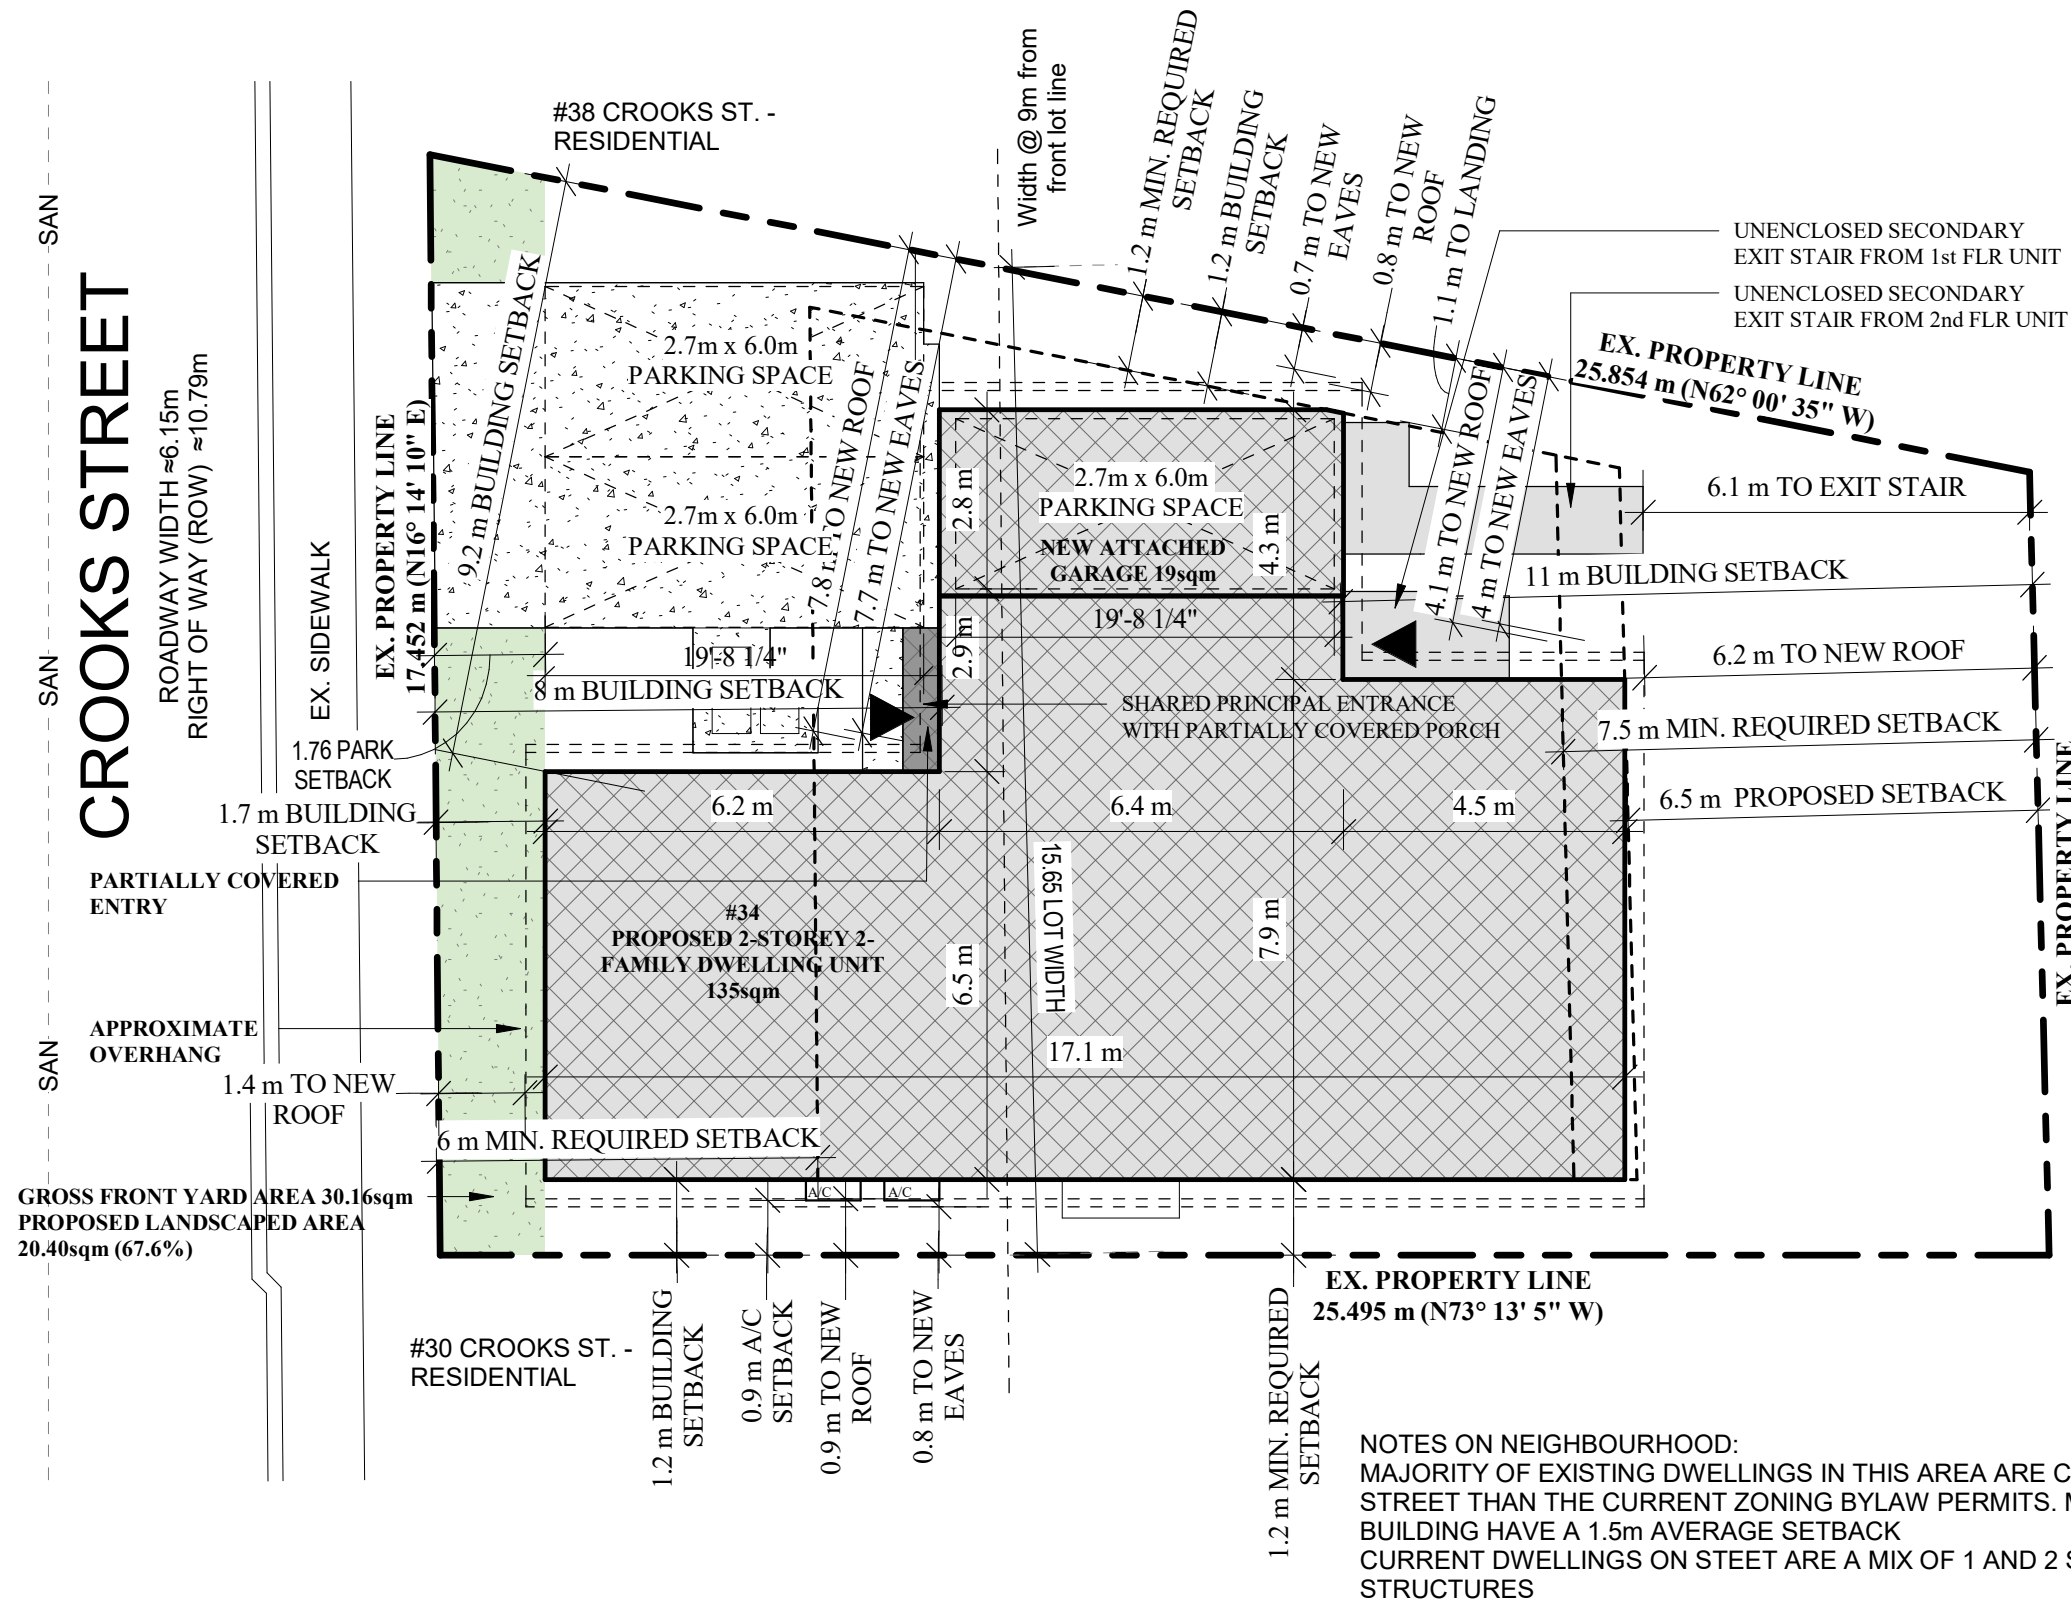 CROOKS STREET
ROADWAY WIDTH ≈6.15m
RIGHT OF WAY (ROW) ≈10.79m
SAN
SAN
SAN
EX. SIDEWALK
EX. PROPERTY LINE
17.452 m (N16° 14' 10" E)
#38 CROOKS ST. -
RESIDENTIAL
9.2 m BUILDING SETBACK
Width @ 9m from
front lot line
1.2 m MIN. REQUIRED
SETBACK
1.2 m BUILDING
SETBACK
0.7 m TO NEW
EAVES
0.8 m TO NEW
ROOF
1.1 m TO LANDING
UNENCLOSED SECONDARY
EXIT STAIR FROM 1st FLR UNIT
UNENCLOSED SECONDARY
EXIT STAIR FROM 2nd FLR UNIT
EX. PROPERTY LINE
25.854 m (N62° 00' 35" W)
2.7m x 6.0m
PARKING SPACE
2.7m x 6.0m
PARKING SPACE
7.8 m TO NEW ROOF
7.7 m TO NEW EAVES
2.8 m
2.7m x 6.0m
PARKING SPACE
NEW ATTACHED
GARAGE 19sqm
4.3 m
4.1 m TO NEW ROOF
4 m TO NEW EAVES
6.1 m TO EXIT STAIR
11 m BUILDING SETBACK
19'-8 1/4"
2.9 m
19'-8 1/4"
6.2 m TO NEW ROOF
8 m BUILDING SETBACK
SHARED PRINCIPAL ENTRANCE
WITH PARTIALLY COVERED PORCH
7.5 m MIN. REQUIRED SETBACK
1.76 PARK
SETBACK
1.7 m BUILDING
SETBACK
6.2 m
6.4 m
4.5 m
6.5 m PROPOSED SETBACK
EX. PROPERTY LINE
PARTIALLY COVERED
ENTRY
#34
PROPOSED 2-STOREY 2-
FAMILY DWELLING UNIT
135sqm
6.5 m
15.65 LOT WIDTH
7.9 m
17.1 m
APPROXIMATE
OVERHANG
1.4 m TO NEW
ROOF
6 m MIN. REQUIRED SETBACK
GROSS FRONT YARD AREA 30.16sqm
PROPOSED LANDSCAPED AREA
20.40sqm (67.6%)
A/C
A/C
EX. PROPERTY LINE
25.495 m (N73° 13' 5" W)
#30 CROOKS ST. -
RESIDENTIAL
1.2 m BUILDING
SETBACK
0.9 m A/C
SETBACK
0.9 m TO NEW
ROOF
0.8 m TO NEW
EAVES
1.2 m MIN. REQUIRED
SETBACK
NOTES ON NEIGHBOURHOOD:
MAJORITY OF EXISTING DWELLINGS IN THIS AREA ARE C
STREET THAN THE CURRENT ZONING BYLAW PERMITS. M
BUILDING HAVE A 1.5m AVERAGE SETBACK
CURRENT DWELLINGS ON STEET ARE A MIX OF 1 AND 2 S
STRUCTURES